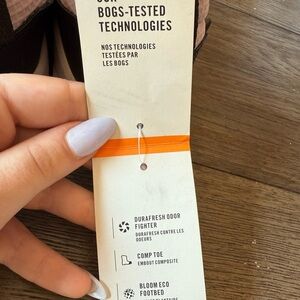 OUR
BOGS-TESTED
TECHNOLOGIES
NOS TECHNOLOGIES
TESTÉES PAR
LES BOGS
DURAFRESH ODOR
FIGHTER
DURAFRESH CONTRE LES
ODEURS
COMP TOE
EMBOUT COMPOSITE
BLOOM ECO
FOOTBED